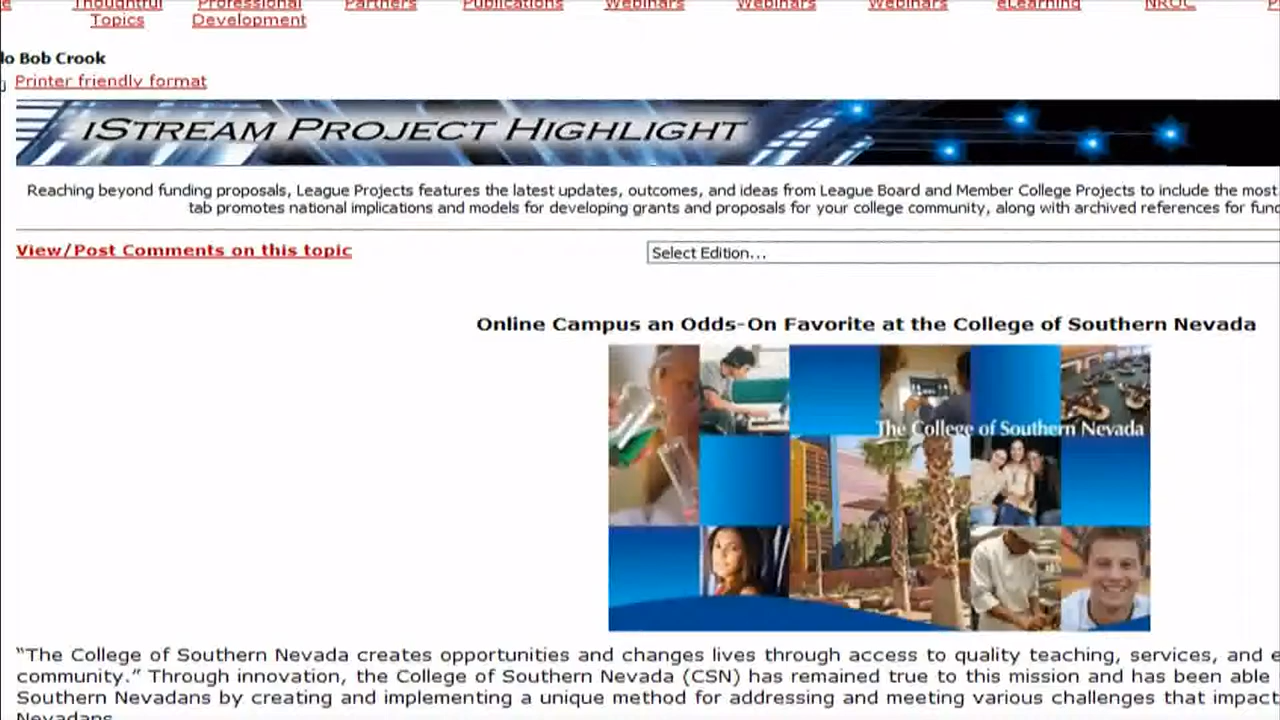 Thoughtful Professional Partners Publications Webinars Webinars Webinars eLearning NROC
Topics Development
lo Bob Crook
Printer friendly format
iStream Project Highlight
Reaching beyond funding proposals, League Projects features the latest updates, outcomes, and ideas from League Board and Member College Projects to include the most
tab promotes national implications and models for developing grants and proposals for your college community, along with archived references for fund
View/Post Comments on this topic
Select Edition...
Online Campus an Odds-On Favorite at the College of Southern Nevada
The College of Southern Nevada
“The College of Southern Nevada creates opportunities and changes lives through access to quality teaching, services, and e
community.” Through innovation, the College of Southern Nevada (CSN) has remained true to this mission and has been able
Southern Nevadans by creating and implementing a unique method for addressing and meeting various challenges that impact
Nevadans.